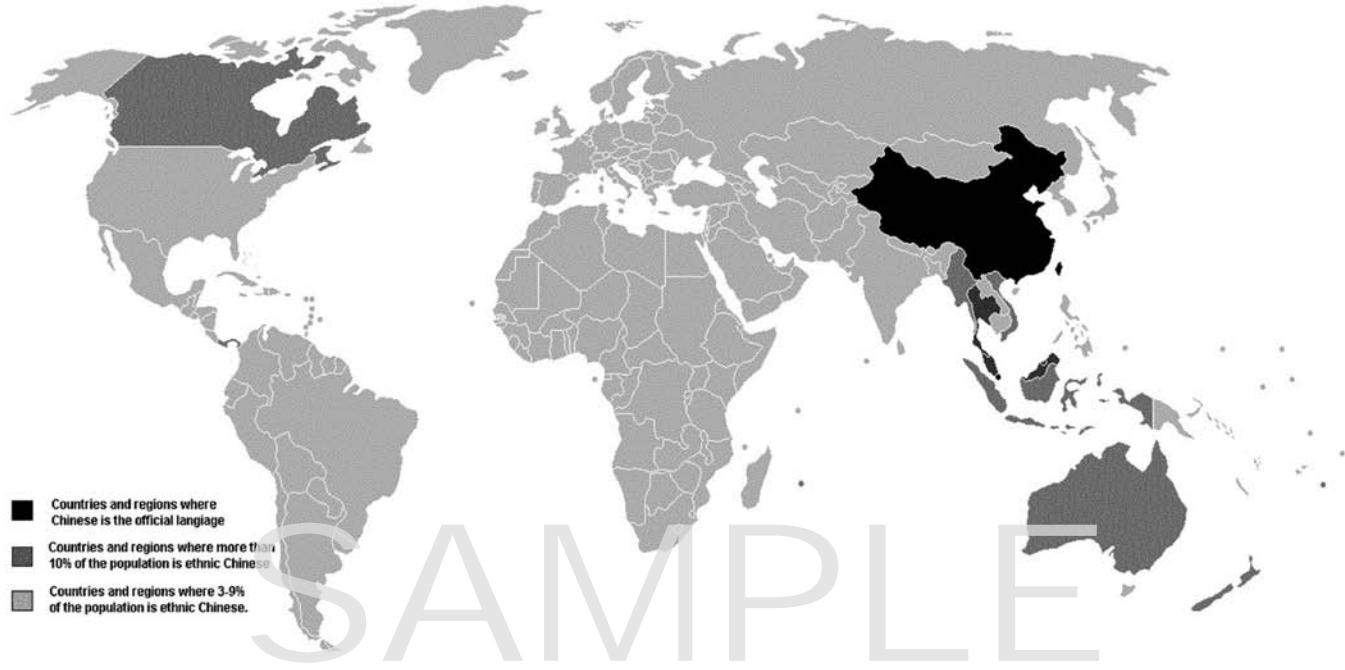 Countries and regions where
Chinese is the official langiage
Countries and regions where more than
10% of the population is ethnic Chinese
Countries and regions where 3-9%
of the population is ethnic Chinese.
SAMPLE